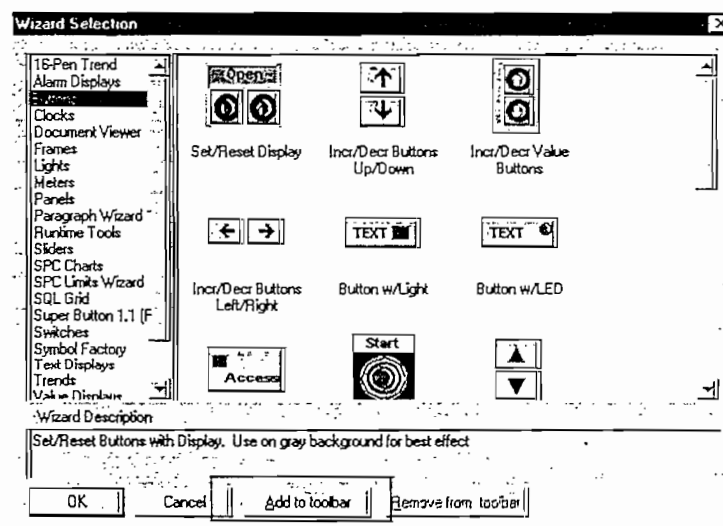 Wizard Selection
16-Pen Trend
Alarm Displays
Buttons
Clocks
Document Viewer
Frames
Lights
Meters
Panels
Paragraph Wizard
Runtime Tools
Sliders
SPC Charts
SPC Limits Wizard
SQL Grid
Super Button 1.1 (F
Switches
Symbol Factory
Text Displays
Trends
Value Displays
Open
Set/Reset Display
Incr/Decr Buttons
Up/Down
Incr/Decr Value
Buttons
TEXT
TEXT
Incr/Decr Buttons
Left/Right
Button w/Light
Button w/LED
Access
Start
Wizard Description
Set/Reset Buttons with Display. Use on gray background for best effect
OK
Cancel
Add to toolbar
Remove from toolbar